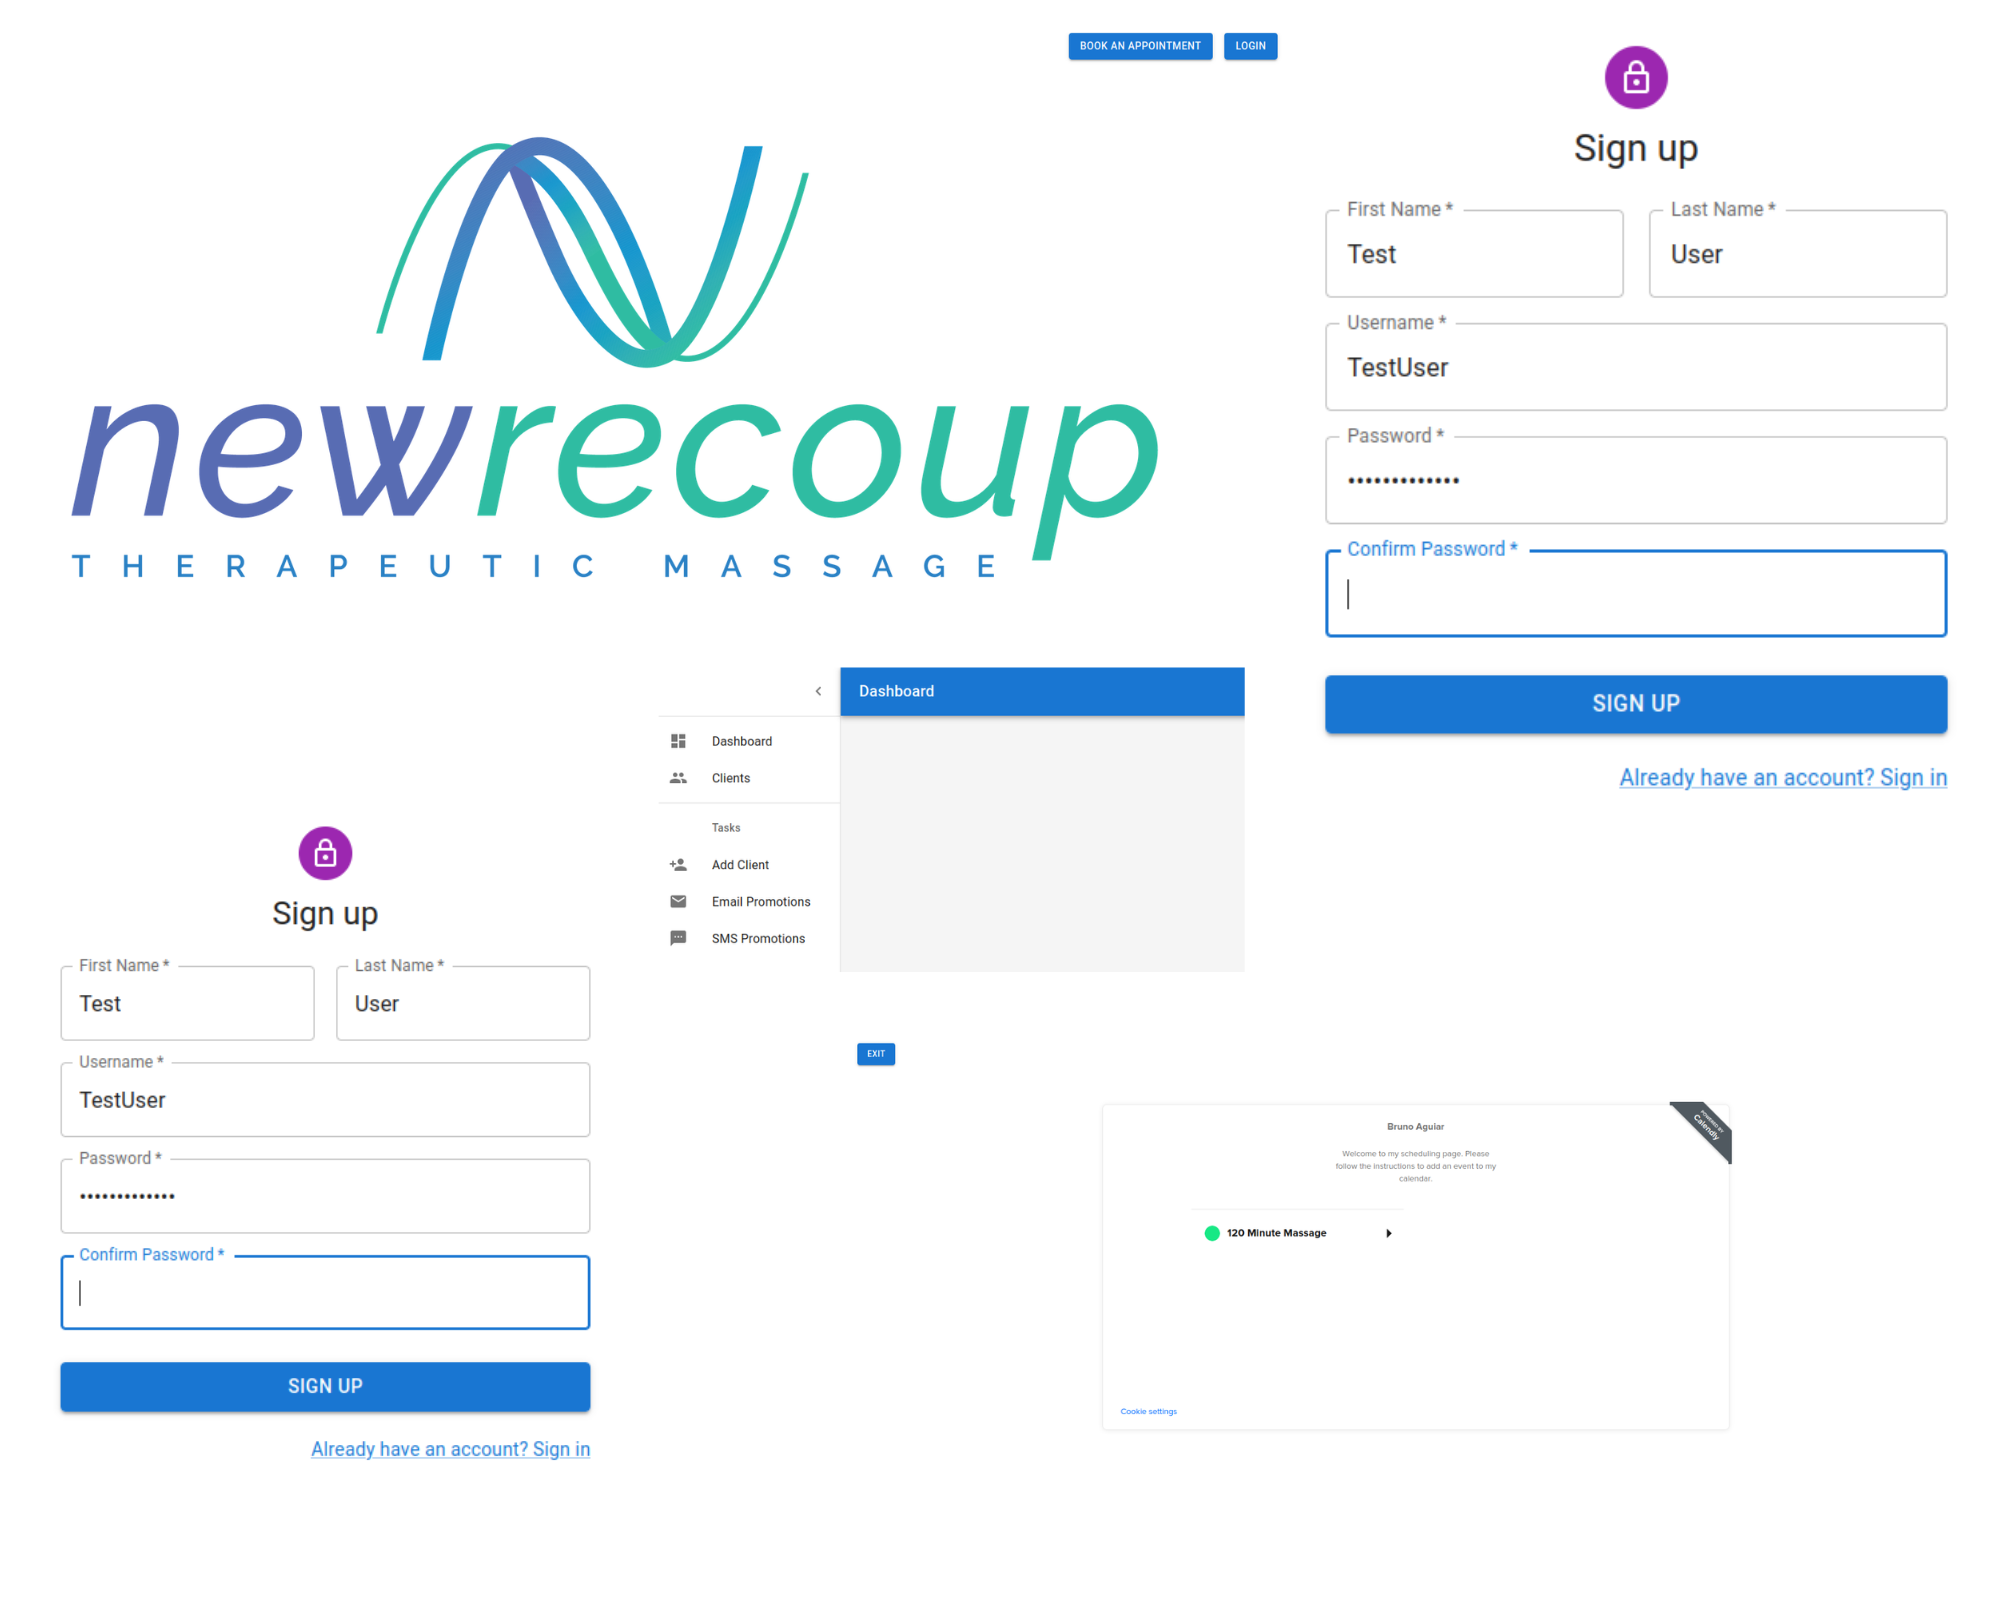 BOOK AN APPOINTMENT
LOGIN
newrecoup
THERAPEUTIC MASSAGE
Sign up
First Name *
Last Name *
Test
User
Username *
TestUser
Password *
•••••••••••••
Confirm Password *
SIGN UP
Already have an account? Sign in
Dashboard
Dashboard
Clients
Tasks
Add Client
Email Promotions
SMS Promotions
Sign up
First Name *
Last Name *
Test
User
Username *
TestUser
Password *
•••••••••••••
Confirm Password *
SIGN UP
Already have an account? Sign in
EXIT
POWERED BY
Calendly
Bruno Aguiar
Welcome to my scheduling page. Please
follow the instructions to add an event to my
calendar.
120 Minute Massage
Cookie settings